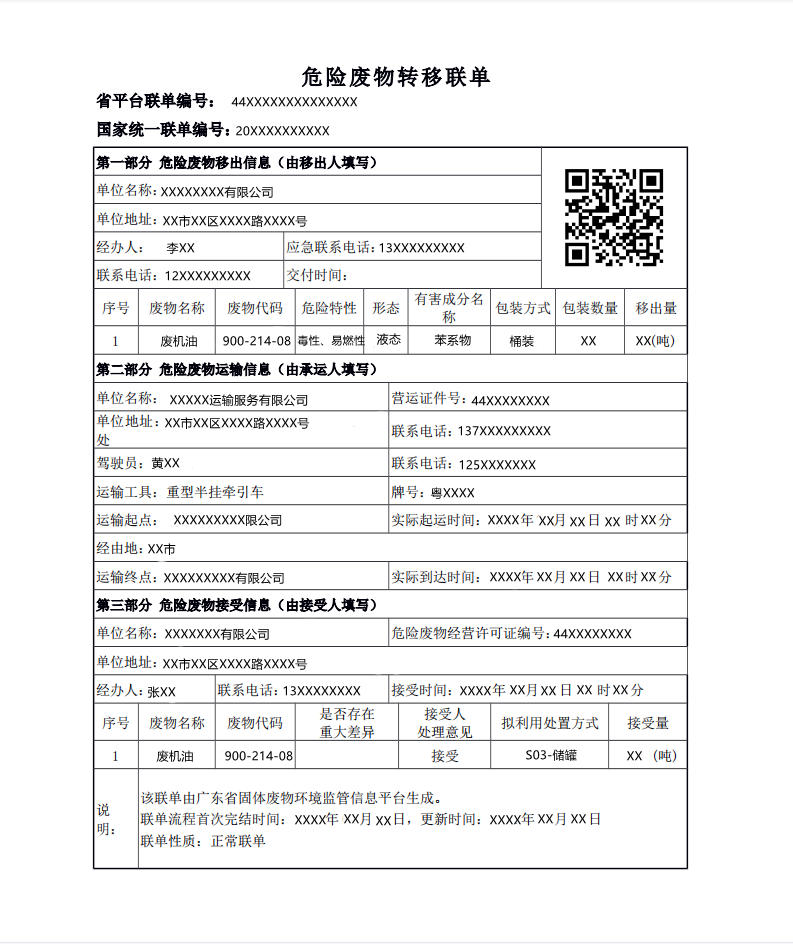 危险废物转移联单
省平台联单编号： 44XXXXXXXXXXXXXX
国家统一联单编号：20XXXXXXXXXX
第一部分 危险废物移出信息（由移出人填写）
单位名称：XXXXXXXX有限公司
单位地址：XX市XX区XXXX路XXXX号
经办人： 李XX 应急联系电话：13XXXXXXXXX
联系电话：12XXXXXXXXX 交付时间：
序号 废物名称 废物代码 危险特性 形态 有害成分名称 包装方式 包装数量 移出量
1 废机油 900-214-08 毒性、易燃性 液态 苯系物 桶装 XX XX(吨)
第二部分 危险废物运输信息（由承运人填写）
单位名称： XXXXX运输服务有限公司 营运证件号：44XXXXXXXX
单位地址：XX市XX区XXXX路XXXX号
处 联系电话：137XXXXXXXXX
驾驶员：黄XX 联系电话：125XXXXXXX
运输工具：重型半挂牵引车 牌号：粤XXXX
运输起点： XXXXXXXXX限公司 实际起运时间：XXXX年 XX月 XX日 XX 时 XX 分
经由地：XX市
运输终点：XXXXXXXXX有限公司 实际到达时间：XXXX年 XX月 XX日 XX时 XX 分
第三部分 危险废物接受信息（由接受人填写）
单位名称：XXXXXXX有限公司 危险废物经营许可证编号：44XXXXXXXX
单位地址：XX市XX区XXXX路XXXX号
经办人：张XX 联系电话：13XXXXXXXX 接受时间：XXXX年 XX月 XX 日 XX 时 XX 分
序号 废物名称 废物代码 是否存在重大差异 接受人处理意见 拟利用处置方式 接受量
1 废机油 900-214-08 接受 S03-储罐 XX （吨）
说明：
该联单由广东省固体废物环境监管信息平台生成。
联单流程首次完结时间：XXXX年 XX月 XX日，更新时间：XXXX年 XX月 XX 日
联单性质：正常联单